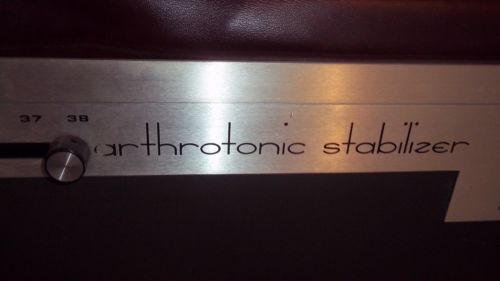 37 38
arthrotonic stabilizer